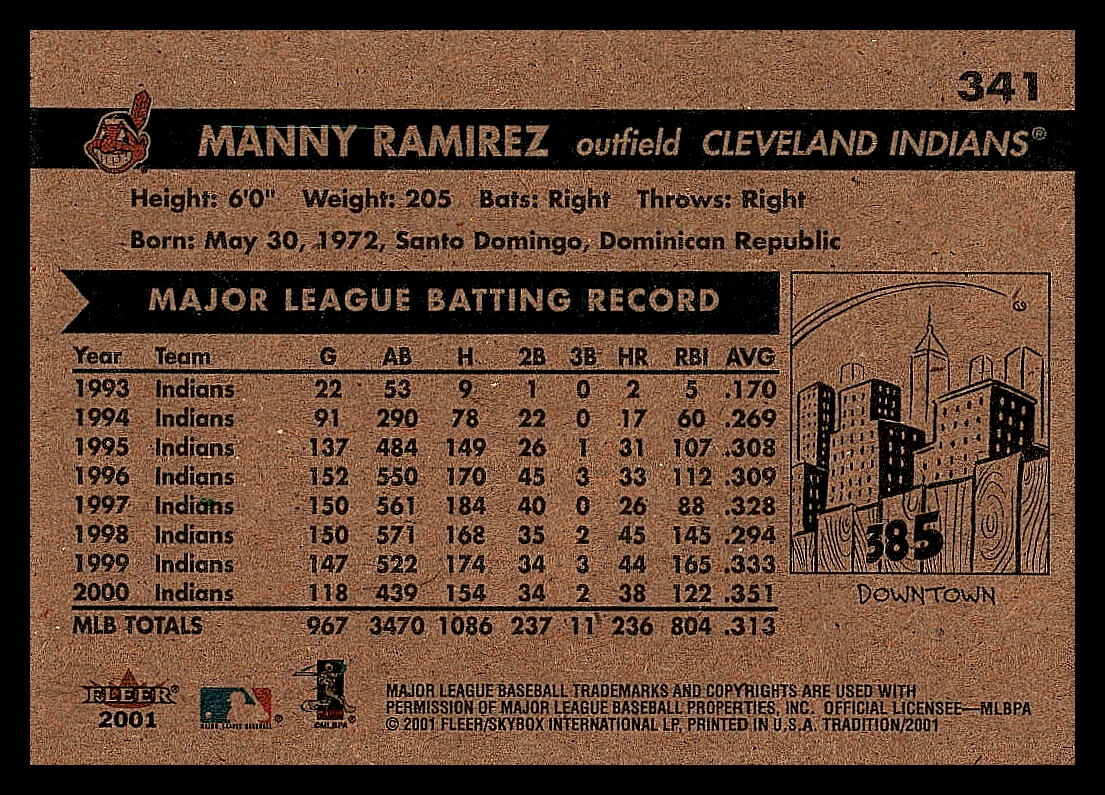 341
MANNY RAMIREZ outfield CLEVELAND INDIANS®
Height: 6'0" Weight: 205 Bats: Right Throws: Right
Born: May 30, 1972, Santo Domingo, Dominican Republic
MAJOR LEAGUE BATTING RECORD
Year Team G AB H 2B 3B HR RBI AVG
1993 Indians 22 53 9 1 0 2 5 .170
1994 Indians 91 290 78 22 0 17 60 .269
1995 Indians 137 484 149 26 1 31 107 .308
1996 Indians 152 550 170 45 3 33 112 .309
1997 Indians 150 561 184 40 0 26 88 .328
1998 Indians 150 571 168 35 2 45 145 .294
1999 Indians 147 522 174 34 3 44 165 .333
2000 Indians 118 439 154 34 2 38 122 .351
MLB TOTALS 967 3470 1086 237 11 236 804 .313
385
DOWNTOWN
FLEER®
2001
MAJOR LEAGUE BASEBALL ®
©MLBPA
MAJOR LEAGUE BASEBALL TRADEMARKS AND COPYRIGHTS ARE USED WITH
PERMISSION OF MAJOR LEAGUE BASEBALL PROPERTIES, INC. OFFICIAL LICENSEE—MLBPA
© 2001 FLEER/SKYBOX INTERNATIONAL LP, PRINTED IN U.S.A. TRADITION/2001